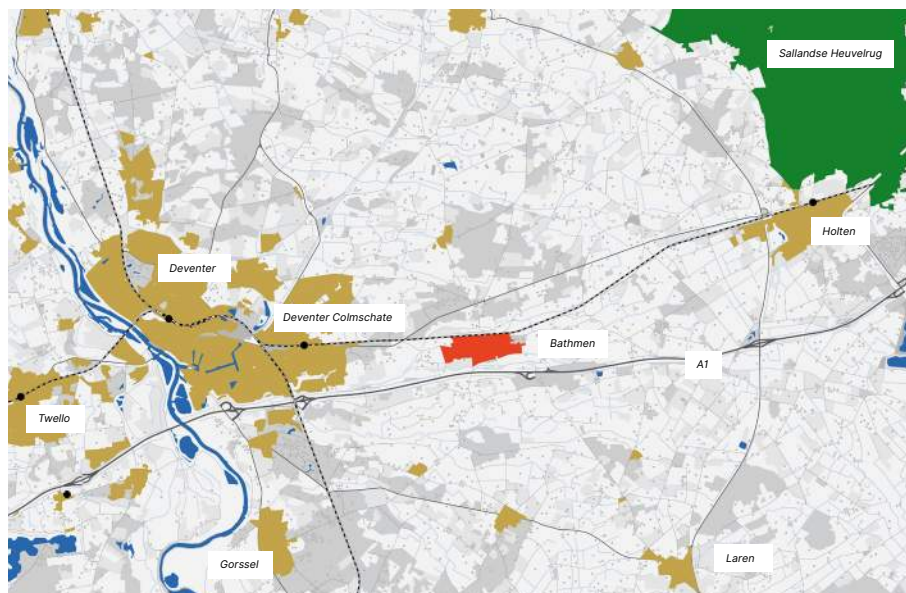 Sallandse Heuvelrug
Holten
Deventer
Deventer Colmschate
Bathmen
A1
Twello
Gorssel
Laren